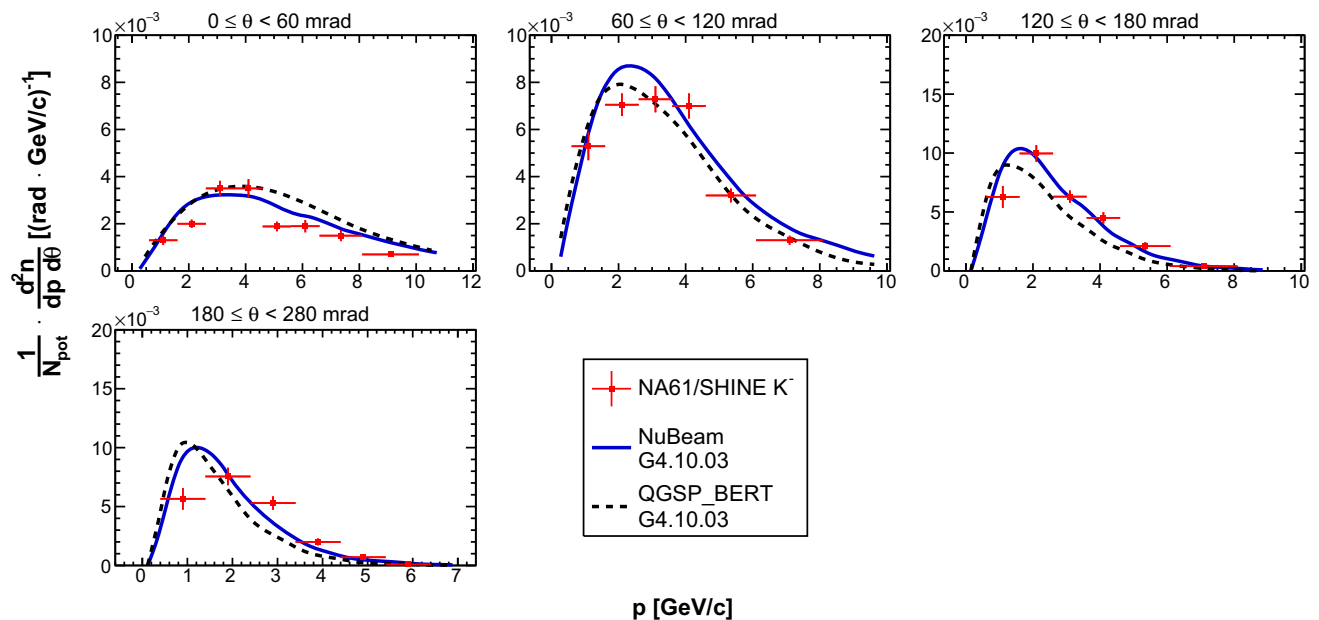 0 ≤ θ < 60 mrad
60 ≤ θ < 120 mrad
120 ≤ θ < 180 mrad
×10⁻³
×10⁻³
×10⁻³
10
8
6
4
2
0
0 2 4 6 8 10 12
10
8
6
4
2
0
0 2 4 6 8 10
20
15
10
5
0
0 2 4 6 8 10
180 ≤ θ < 280 mrad
×10⁻³
20
15
10
5
0
0 1 2 3 4 5 6 7
1/N_pot · d²n/dp dθ [(rad · GeV/c)⁻¹]
NA61/SHINE K⁻
NuBeam
G4.10.03
QGSP_BERT
G4.10.03
p [GeV/c]